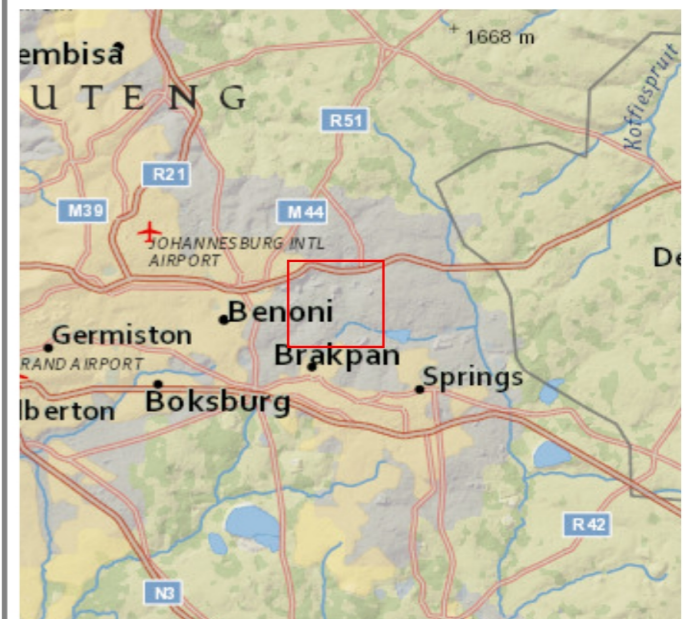 embisa
1668 m
UTENG
Koffiespruit
R51
R21
M39
M44
JOHANNESBURG INTL
AIRPORT
De
Benoni
Germiston
RAND AIRPORT
Brakpan
Springs
lberton
Boksburg
R42
N3